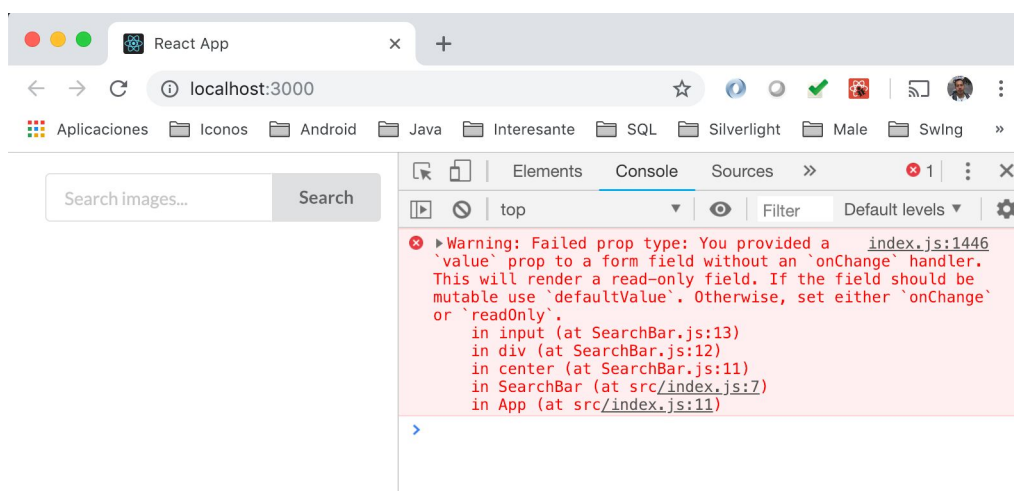 React App
localhost:3000
Aplicaciones Iconos Android Java Interesante SQL Silverlight Male SwIng »
Elements Console Sources » 1
Search images... Search
top Filter Default levels ▼
Warning: Failed prop type: You provided a index.js:1446
`value` prop to a form field without an `onChange` handler.
This will render a read-only field. If the field should be
mutable use `defaultValue`. Otherwise, set either `onChange`
or `readOnly`.
in input (at SearchBar.js:13)
in div (at SearchBar.js:12)
in center (at SearchBar.js:11)
in SearchBar (at src/index.js:7)
in App (at src/index.js:11)